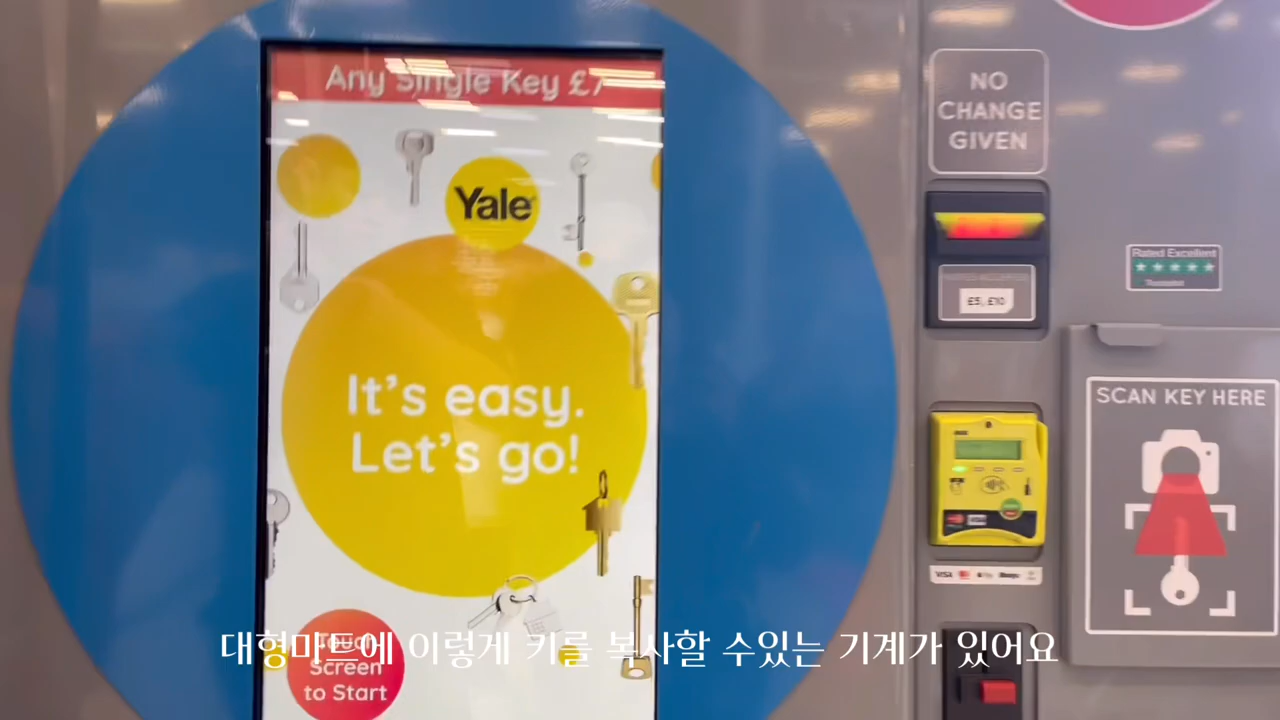 Any Single Key £7
Yale
It's easy.
Let's go!
Touch
Screen
to Start
NO
CHANGE
GIVEN
£5, £10
Rated Excellent
Trustpilot
SCAN KEY HERE
VISA
대형마트에 이렇게 키를 복사할 수있는 기계가 있어요